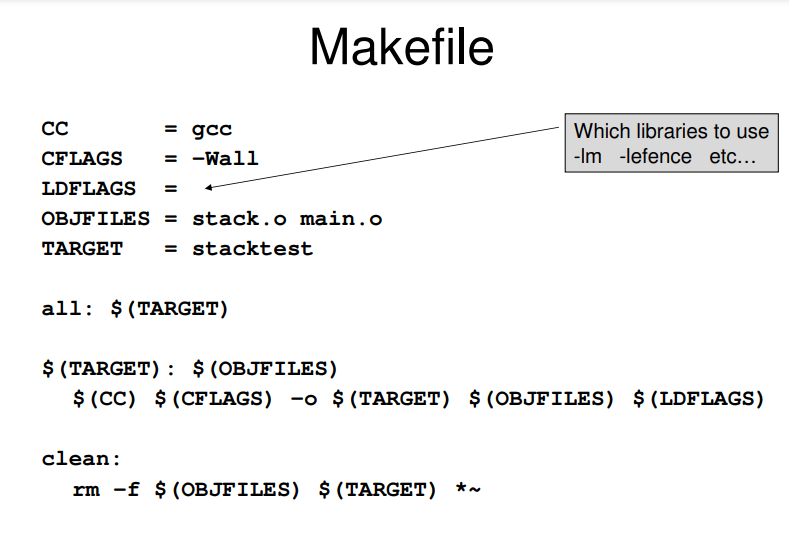 Makefile
CC = gcc
CFLAGS = -Wall
LDFLAGS =
OBJFILES = stack.o main.o
TARGET = stacktest
Which libraries to use
-lm -lefence etc…
all: $(TARGET)
$(TARGET): $(OBJFILES)
$(CC) $(CFLAGS) -o $(TARGET) $(OBJFILES) $(LDFLAGS)
clean:
rm -f $(OBJFILES) $(TARGET) *~